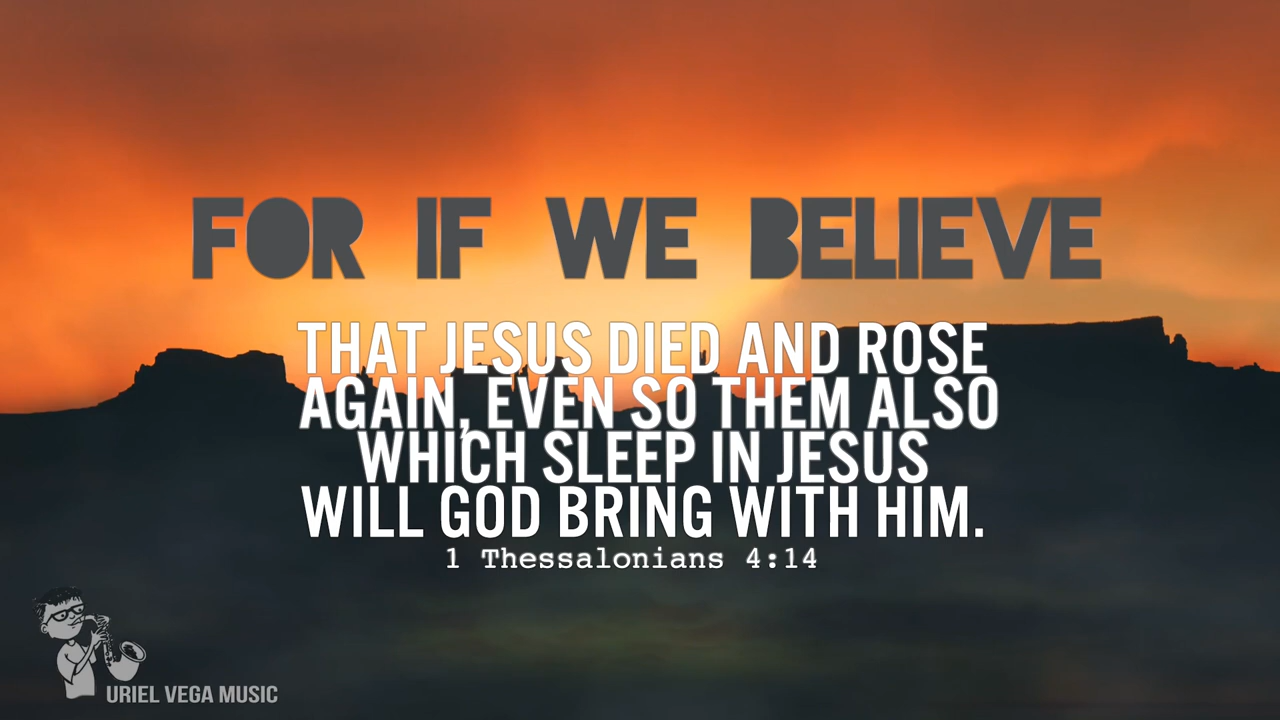 FOR IF WE BELIEVE
THAT JESUS DIED AND ROSE
AGAIN, EVEN SO THEM ALSO
WHICH SLEEP IN JESUS
WILL GOD BRING WITH HIM.
1 Thessalonians 4:14
URIEL VEGA MUSIC